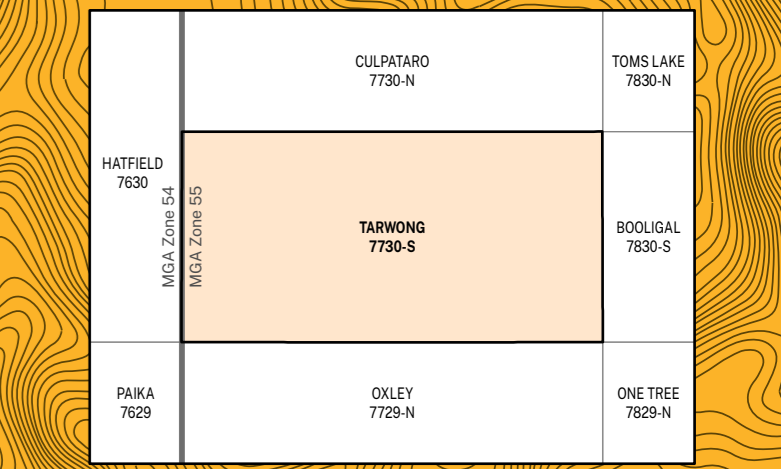 CULPATARO
7730-N
TOMS LAKE
7830-N
HATFIELD
7630
MGA Zone 54
MGA Zone 55
TARWONG
7730-S
BOOLIGAL
7830-S
PAIKA
7629
OXLEY
7729-N
ONE TREE
7829-N